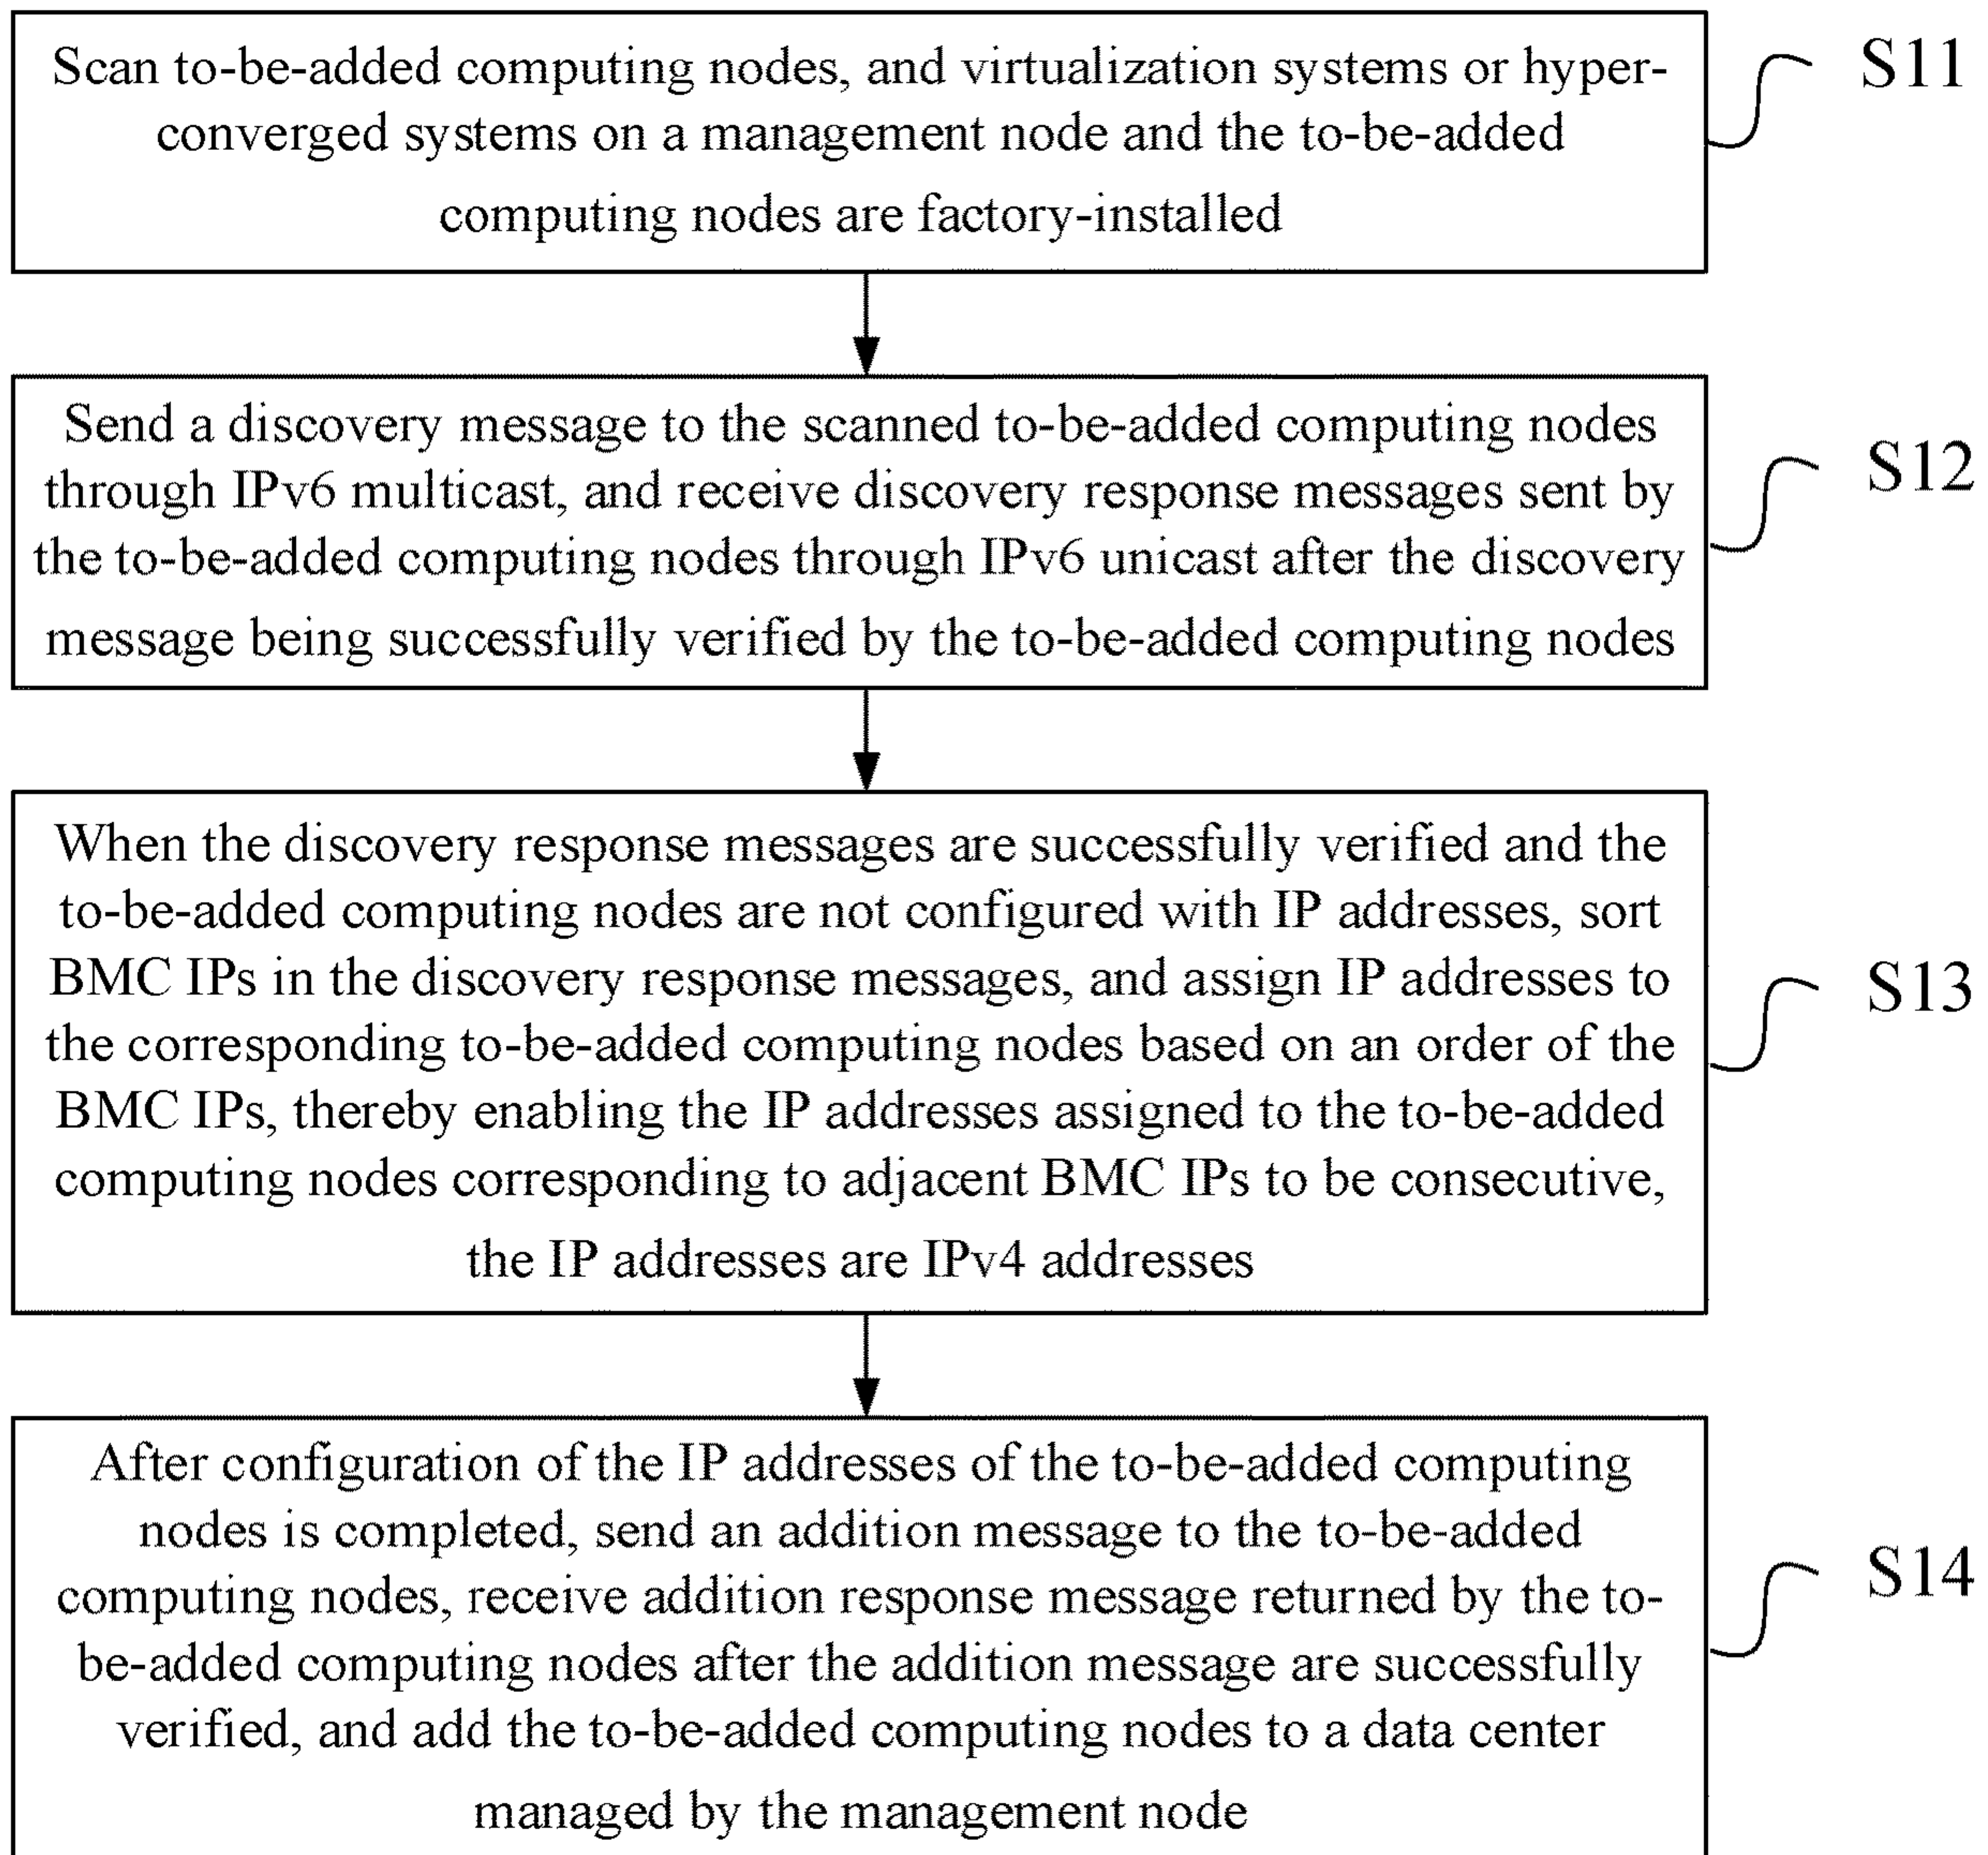 Scan to-be-added computing nodes, and virtualization systems or hyper-
converged systems on a management node and the to-be-added
computing nodes are factory-installed
S11
Send a discovery message to the scanned to-be-added computing nodes
through IPv6 multicast, and receive discovery response messages sent by
the to-be-added computing nodes through IPv6 unicast after the discovery
message being successfully verified by the to-be-added computing nodes
S12
When the discovery response messages are successfully verified and the
to-be-added computing nodes are not configured with IP addresses, sort
BMC IPs in the discovery response messages, and assign IP addresses to
the corresponding to-be-added computing nodes based on an order of the
BMC IPs, thereby enabling the IP addresses assigned to the to-be-added
computing nodes corresponding to adjacent BMC IPs to be consecutive,
the IP addresses are IPv4 addresses
S13
After configuration of the IP addresses of the to-be-added computing
nodes is completed, send an addition message to the to-be-added
computing nodes, receive addition response message returned by the to-
be-added computing nodes after the addition message are successfully
verified, and add the to-be-added computing nodes to a data center
managed by the management node
S14